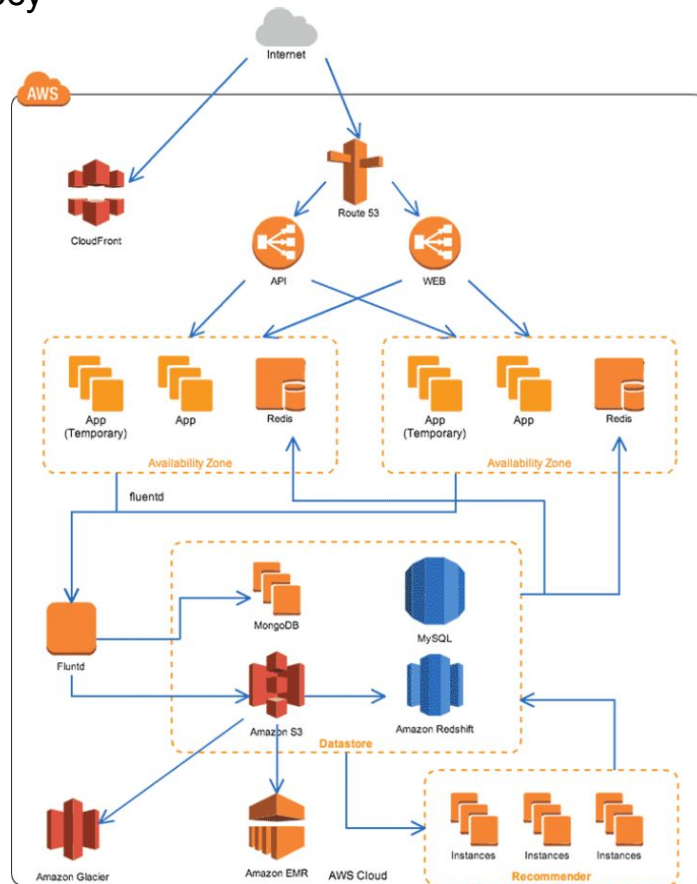 Internet
AWS
Route 53
CloudFront
API
WEB
App
(Temporary)
App
Redis
Availability Zone
App
(Temporary)
App
Redis
Availability Zone
fluentd
MongoDB
MySQL
Fluntd
Amazon S3
Amazon Redshift
Datastore
Instances
Instances
Instances
Amazon Glacier
Amazon EMR
AWS Cloud
Recommender